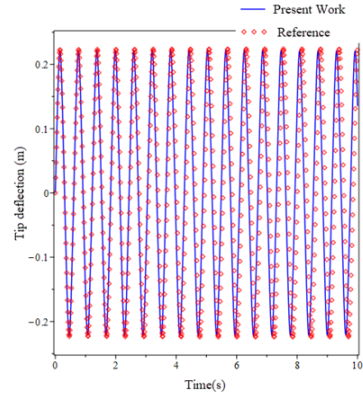 Present Work
Reference
0.2
0.1
0
−0.1
−0.2
Tip deflection (m)
0 2 4 6 8 10
Time(s)